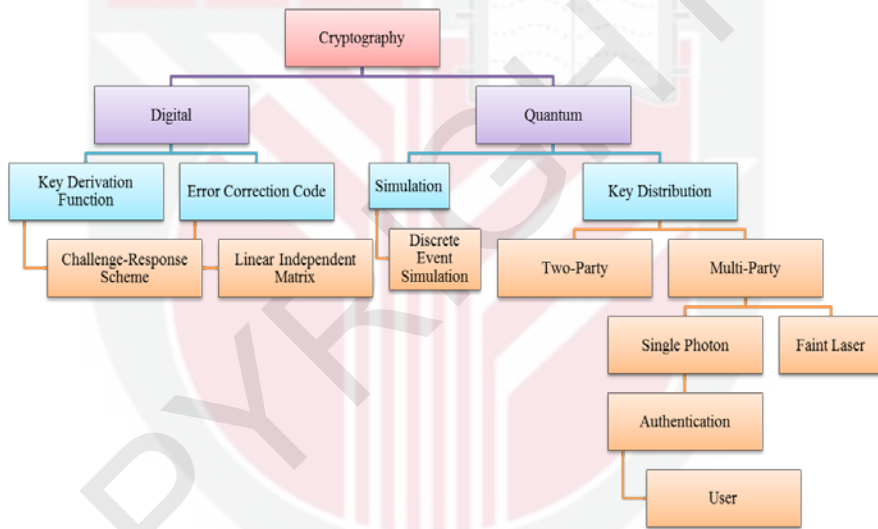 Cryptography
Digital
Quantum
Key Derivation
Function
Error Correction Code
Simulation
Key Distribution
Challenge-Response
Scheme
Linear Independent
Matrix
Discrete
Event
Simulation
Two-Party
Multi-Party
Single Photon
Faint Laser
Authentication
User
PYRIGHT